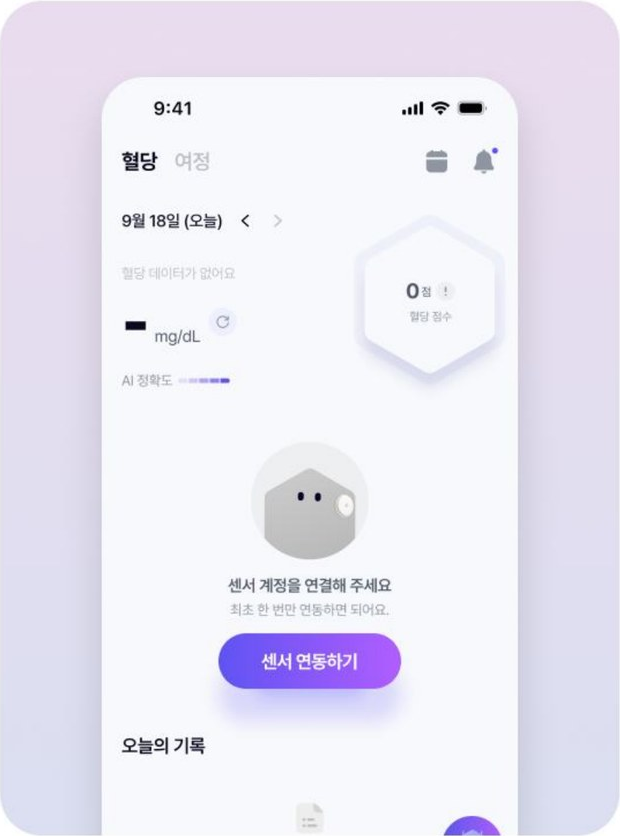 9:41
혈당 여정
9월 18일 (오늘)
혈당 데이터가 없어요
mg/dL
AI 정확도
0점 !
혈당 점수
센서 계정을 연결해 주세요
최초 한 번만 연동하면 되어요.
센서 연동하기
오늘의 기록